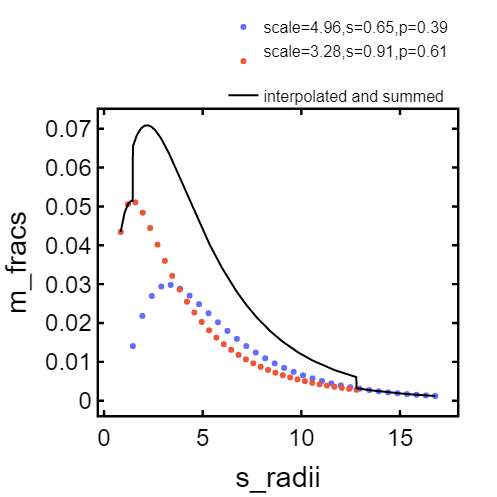 scale=4.96,s=0.65,p=0.39
scale=3.28,s=0.91,p=0.61
interpolated and summed
0.07
0.06
0.05
0.04
0.03
0.02
0.01
0
m_fracs
0
5
10
15
s_radii